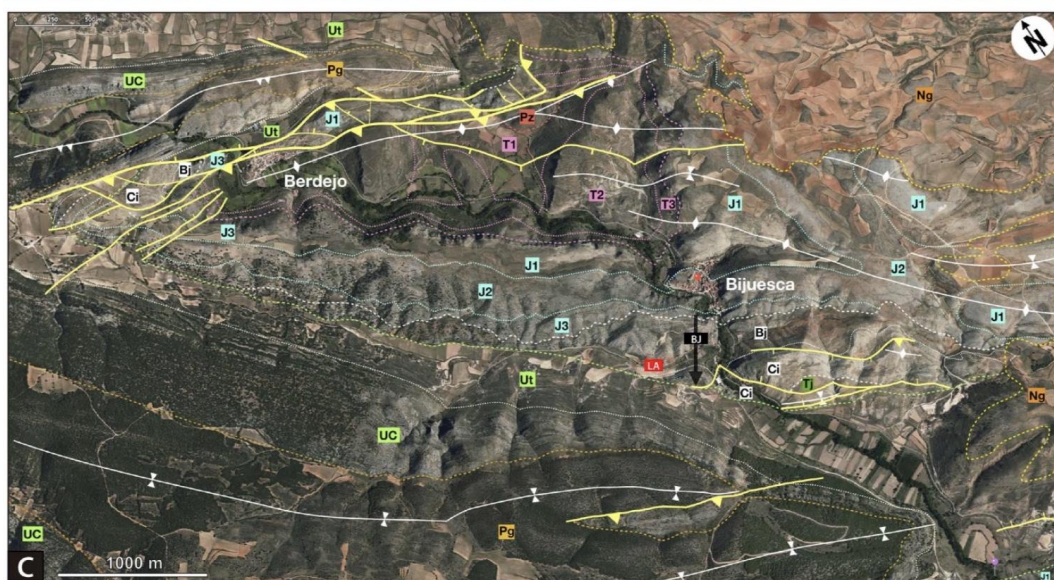 Ut
N
UC
Pg
Ng
Ut
J1
Pz
T1
J3
Bj
Berdejo
Ci
T2
T3
J1
J1
J3
J1
J2
Bijuesca
J2
J1
J3
BJ
Bj
LA
Ci
Tj
Ut
Ci
Ng
UC
UC
Pg
C
1000 m